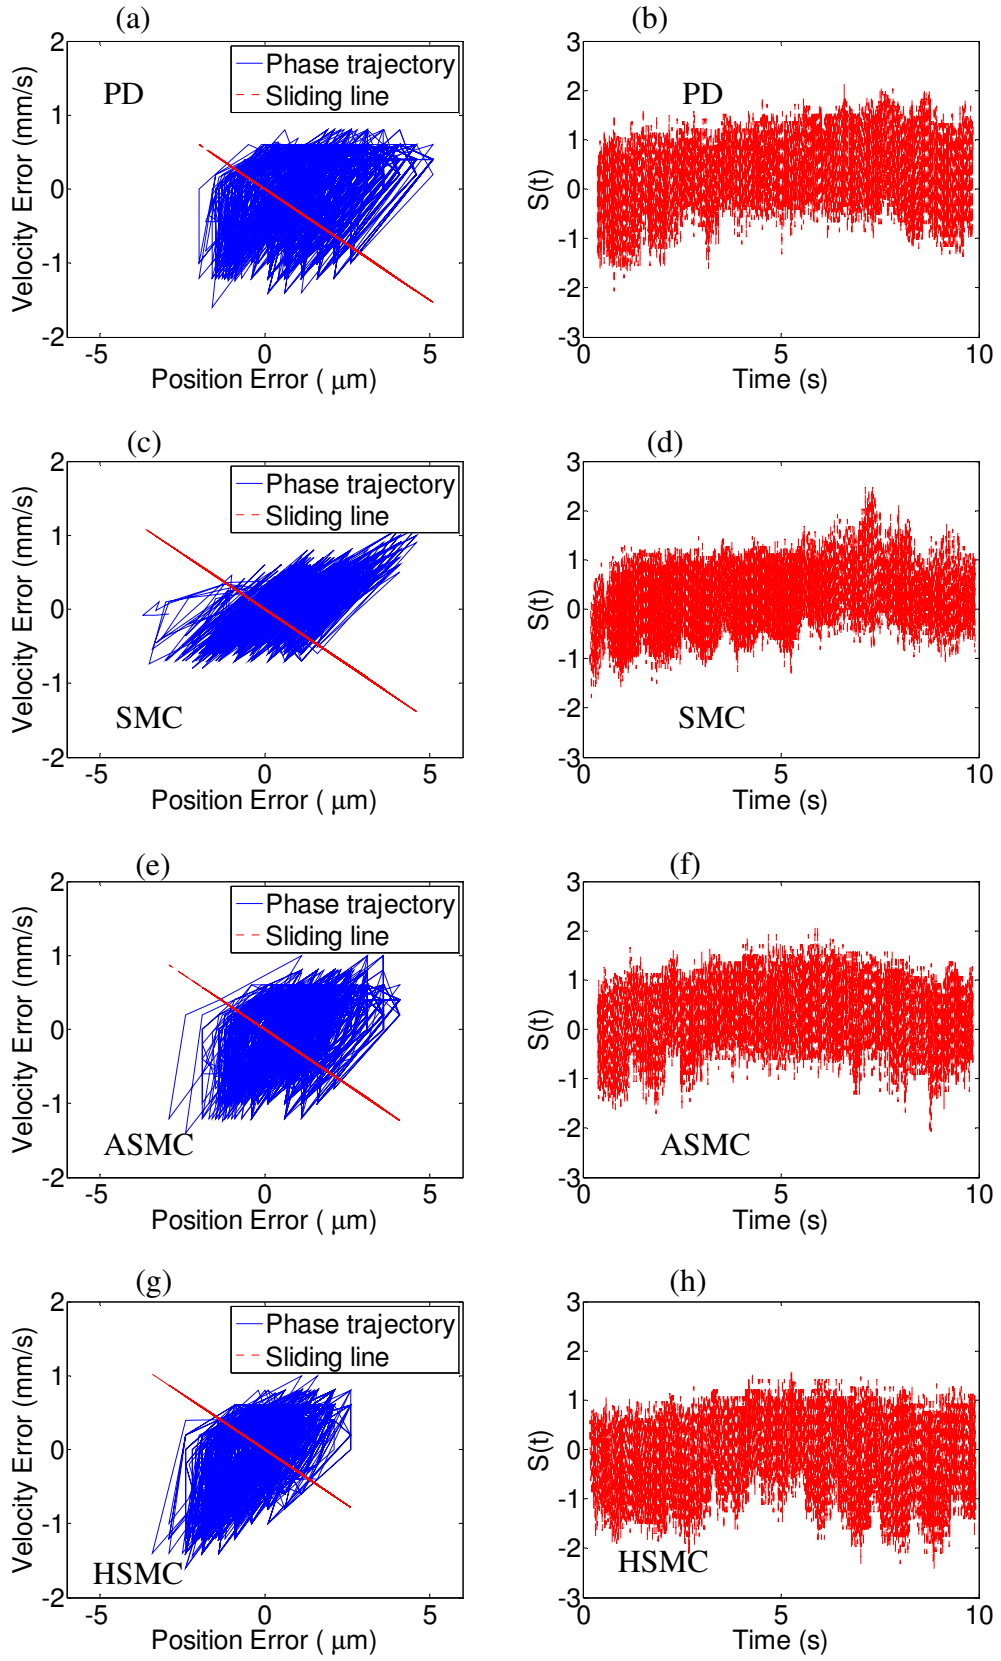 (a)
PD
Phase trajectory
Sliding line
2
1
0
-1
-2
-5
0
5
Velocity Error (mm/s)
Position Error ( μm)
(b)
PD
3
2
1
0
-1
-2
-3
0
5
10
S(t)
Time (s)
(c)
Phase trajectory
Sliding line
SMC
2
1
0
-1
-2
-5
0
5
Velocity Error (mm/s)
Position Error ( μm)
(d)
SMC
3
2
1
0
-1
-2
-3
0
5
10
S(t)
Time (s)
(e)
Phase trajectory
Sliding line
ASMC
2
1
0
-1
-2
-5
0
5
Velocity Error (mm/s)
Position Error ( μm)
(f)
ASMC
3
2
1
0
-1
-2
-3
0
5
10
S(t)
Time (s)
(g)
Phase trajectory
Sliding line
HSMC
2
1
0
-1
-2
-5
0
5
Velocity Error (mm/s)
Position Error ( μm)
(h)
HSMC
3
2
1
0
-1
-2
-3
0
5
10
S(t)
Time (s)